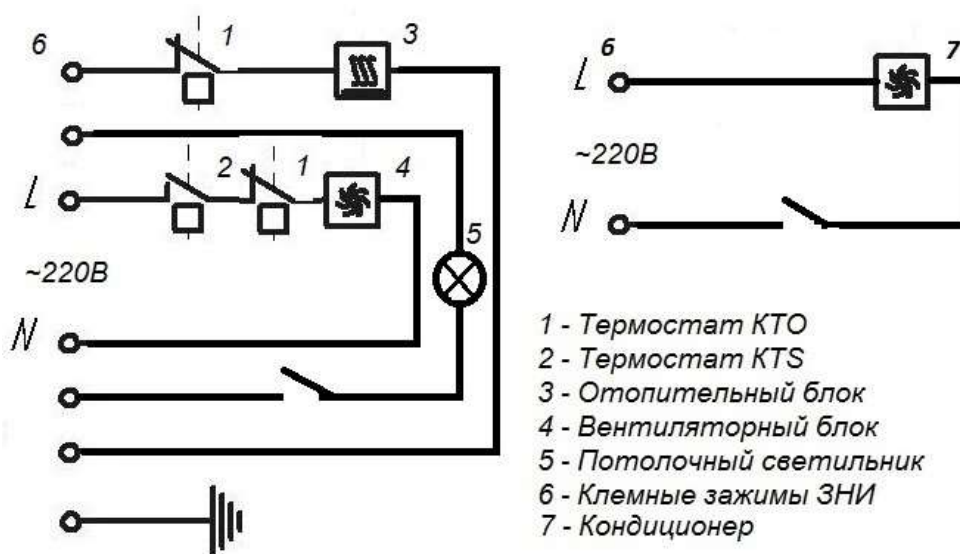 6 1 3
2 1 4
L
~220В
5
N
6 7
L
~220В
N
1 - Термостат КТО
2 - Термостат KTS
3 - Отопительный блок
4 - Вентиляторный блок
5 - Потолочный светильник
6 - Клемные зажимы ЗНИ
7 - Кондиционер